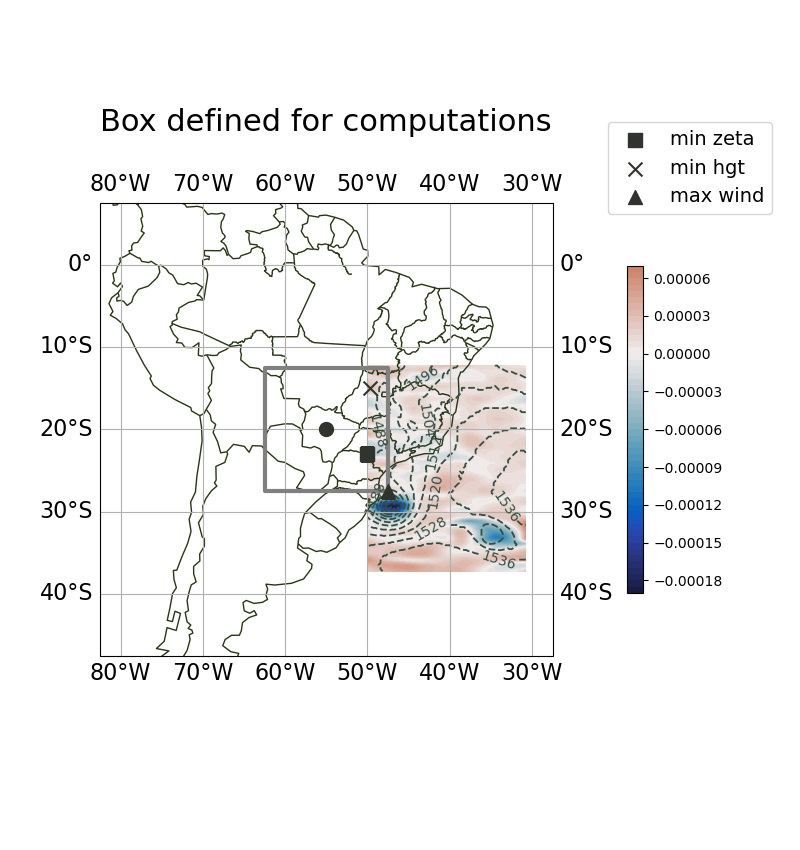 Box defined for computations
min zeta
min hgt
max wind
80°W 70°W 60°W 50°W 40°W 30°W
0° 0°
10°S 10°S
20°S 20°S
30°S 30°S
40°S 40°S
80°W 70°W 60°W 50°W 40°W 30°W
1496
1504
1488
1520
1528
1536
1536
0.00006
0.00003
0.00000
−0.00003
−0.00006
−0.00009
−0.00012
−0.00015
−0.00018